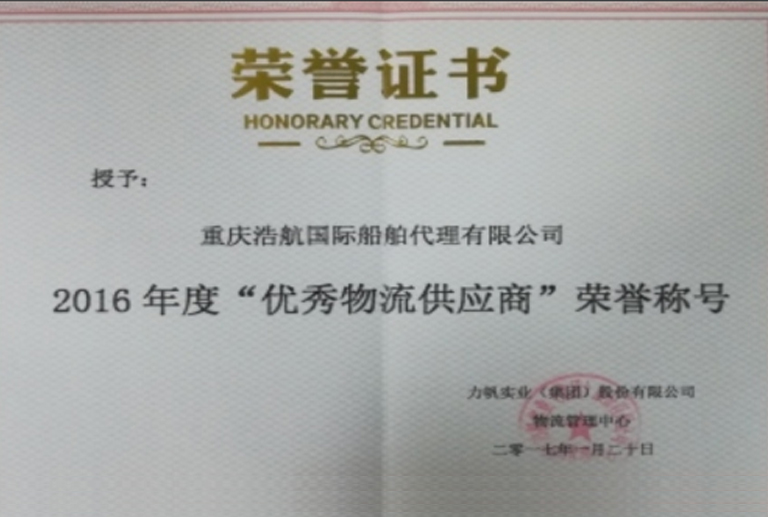 荣誉证书
HONORARY CREDENTIAL
授予：
重庆浩航国际船舶代理有限公司
2016 年度“优秀物流供应商”荣誉称号
力帆实业（集团）股份有限公司
物流管理中心
二零一七年一月二十日